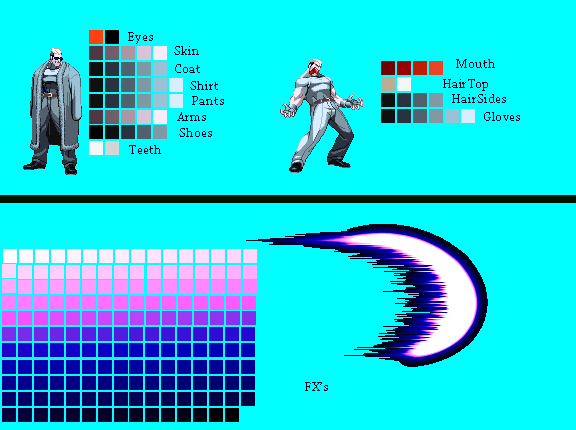 Eyes
Skin
Coat
Shirt
Pants
Arms
Shoes
Teeth
Mouth
HairTop
HairSides
Gloves
FX's